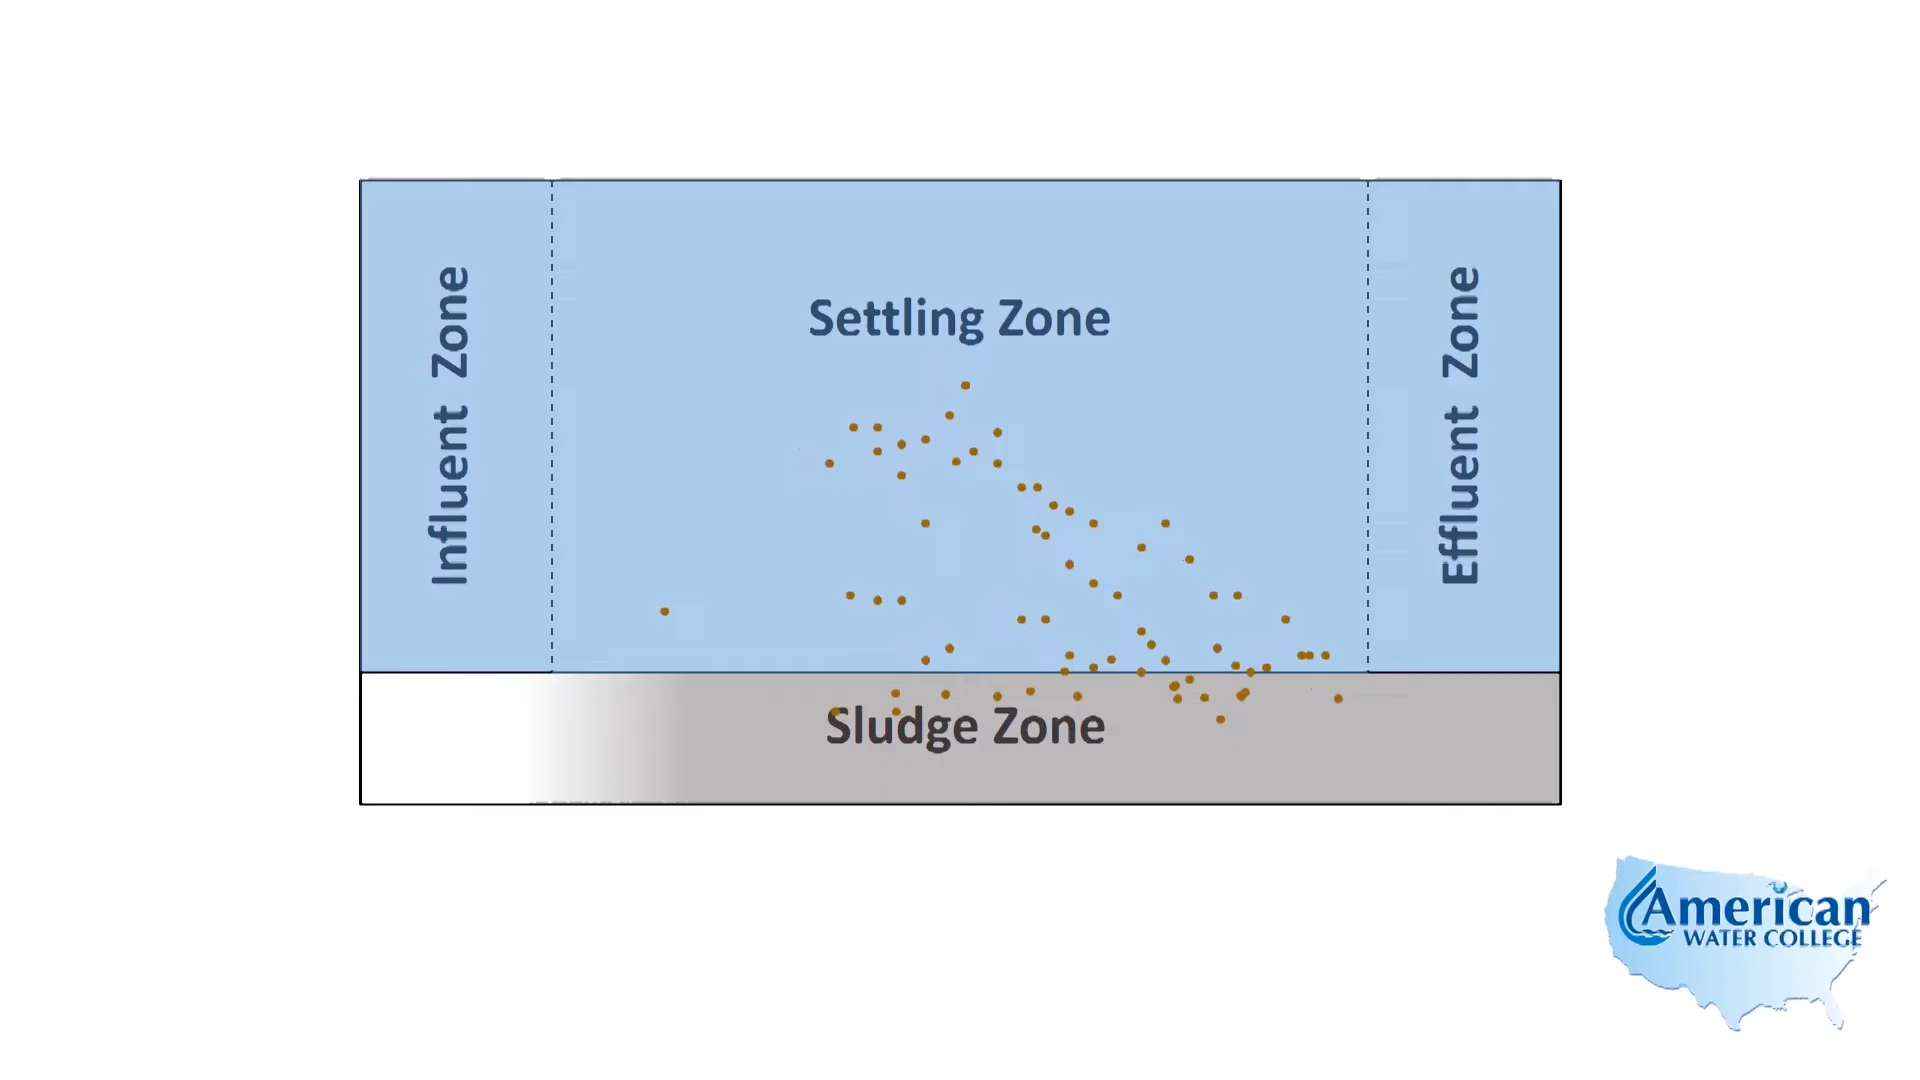 Influent Zone
Settling Zone
Effluent Zone
Sludge Zone
American
WATER COLLEGE